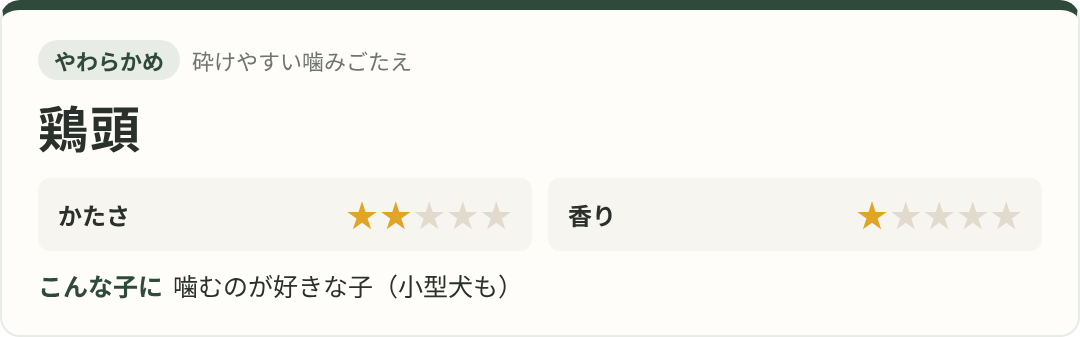 やわらかめ 砕けやすい噛みごたえ
鶏頭
かたさ ★★★★★ 香り ★★★★★
こんな子に 噛むのが好きな子（小型犬も）